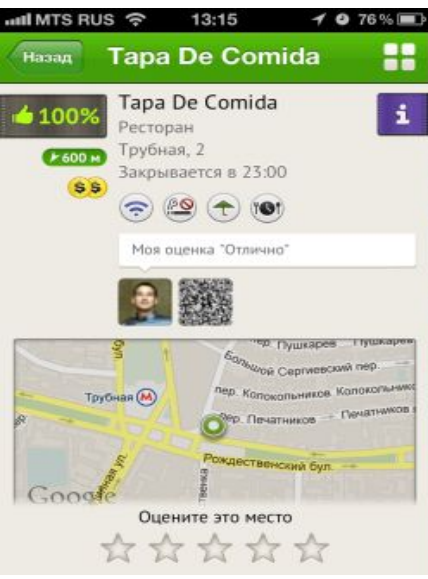 MTS RUS 13:15 76%
Назад Tapa De Comida
100% Tapa De Comida
Ресторан
600 м Трубная, 2
$$ Закрывается в 23:00
Моя оценка "Отлично"
пер. Пушкарев
Большой Сергиевский пер.
пер. Колокольников
Трубная М
пер. Печатников Печатников
Рождественский бул.
Google
Оцените это место